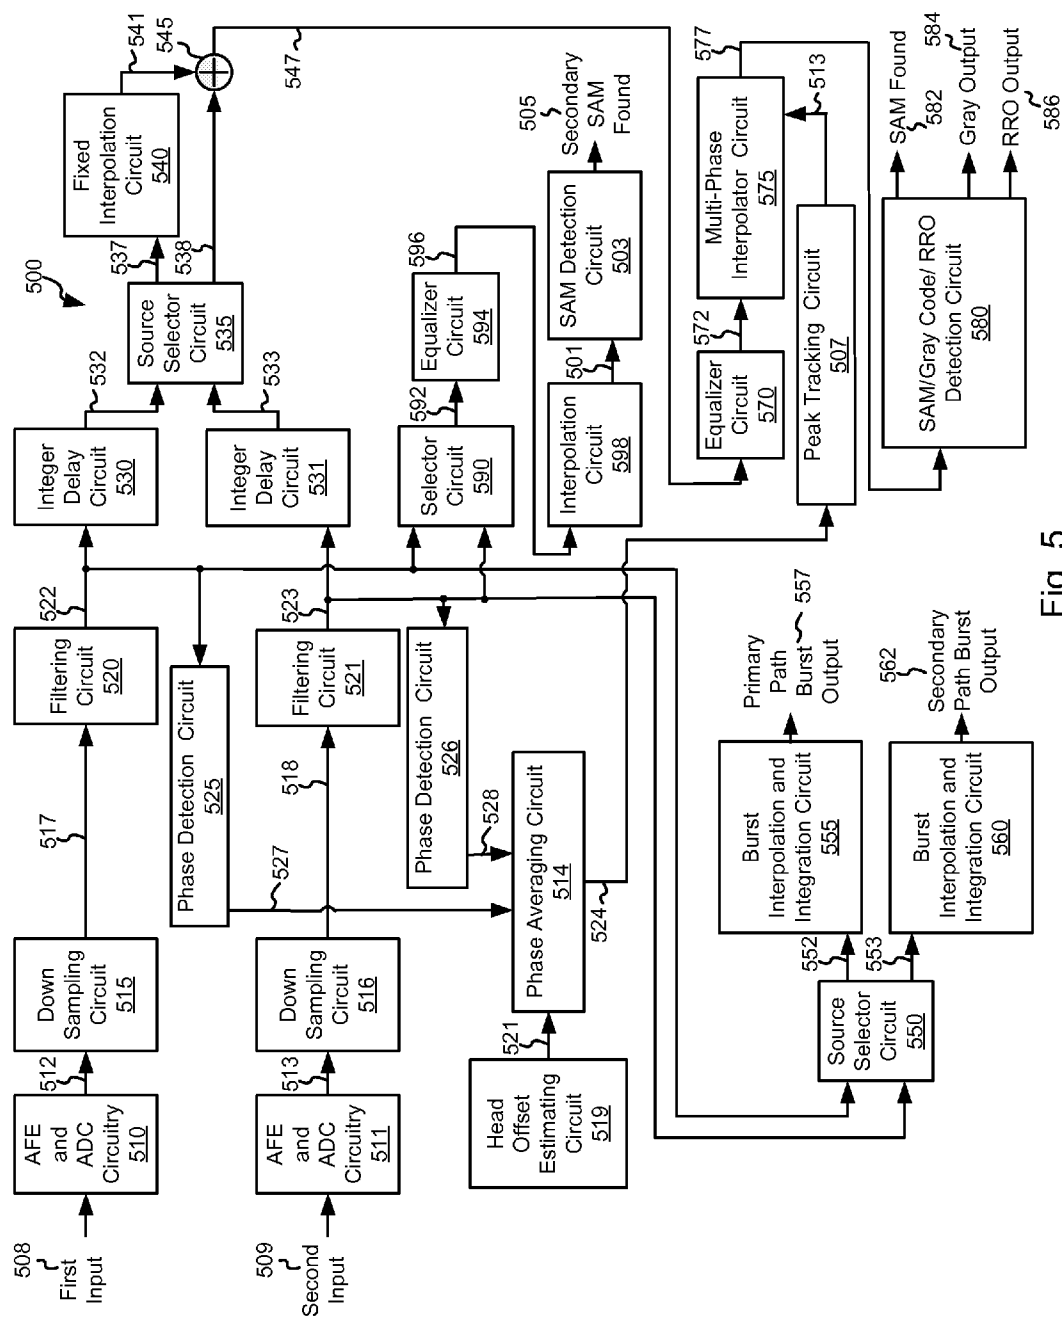 500
508
First
Input
AFE and
and ADC
Circuitry
510
512
Down
Sampling
Circuit
515
517
Filtering
Circuit
520
522
Integer
Delay
Circuit
530
532
Source
Selector
Circuit
535
537
538
Fixed
Interpolation
Circuit
540
541
545
547
Phase Detection Circuit
525
527
509
Second
Input
AFE and
and ADC
Circuitry
511
513
Down
Sampling
Circuit
516
518
Filtering
Circuit
521
523
Integer
Delay
Circuit
531
533
Phase Detection Circuit
526
528
Selector
Circuit
590
592
Equalizer
Circuit
594
596
Head
Offset
Estimating
Circuit
519
521
Phase Averaging Circuit
514
524
Interpolation
Circuit
598
501
SAM Detection
Circuit
503
505
Secondary
SAM
Found
Equalizer
Circuit
570
572
Multi-Phase
Interpolator Circuit
575
577
Peak Tracking Circuit
507
513
SAM/Gray Code/ RRO
Detection Circuit
580
SAM Found
582
584
Gray Output
RRO Output
586
Source
Selector
Circuit
550
552
553
Burst
Interpolation and
Integration Circuit
555
Primary
Path
Burst
Output
557
Burst
Interpolation and
Integration Circuit
560
562
Secondary
Path Burst
Output
Fig. 5